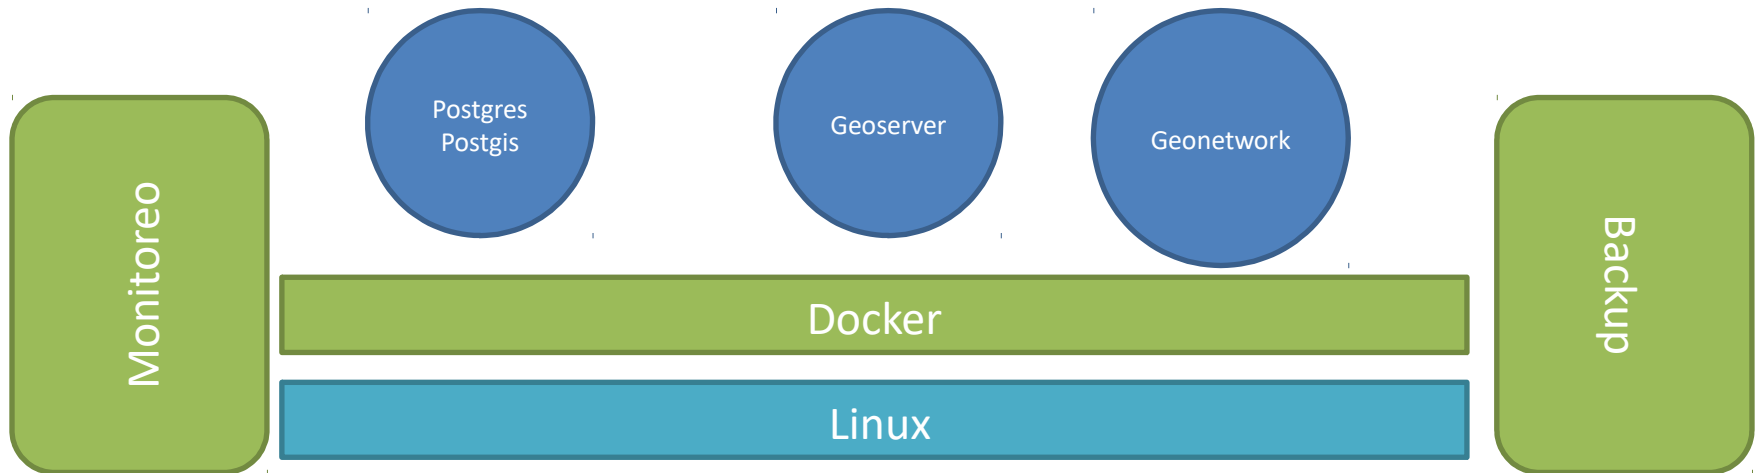 Monitoreo
Postgres
Postgis
Geoserver
Geonetwork
Docker
Linux
Backup